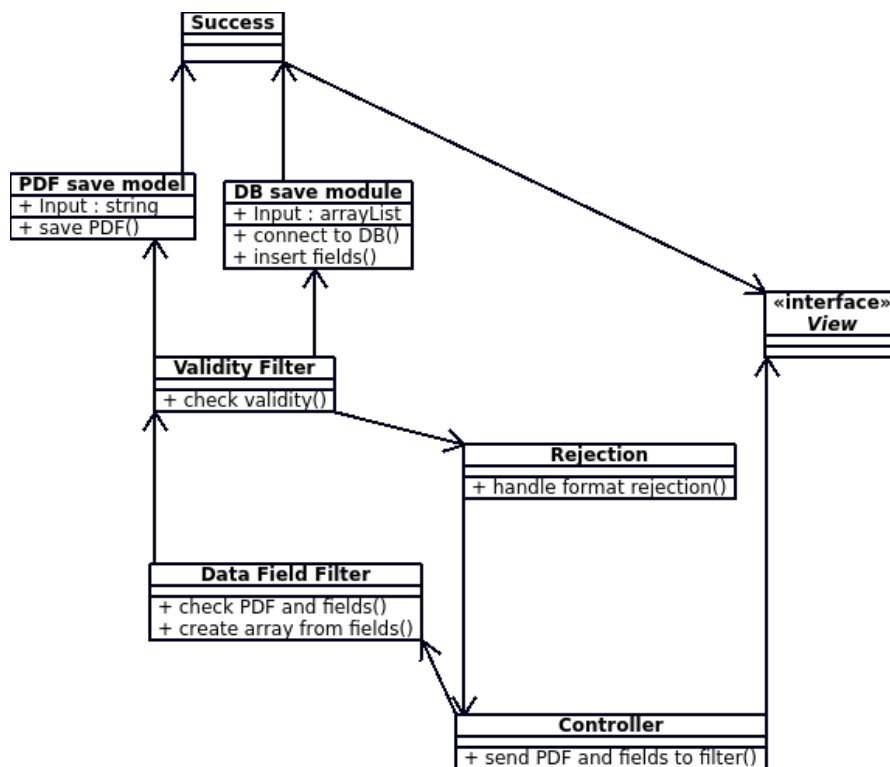 Success
PDF save model
+ Input : string
+ save PDF()
DB save module
+ Input : arrayList
+ connect to DB()
+ insert fields()
«interface»
View
Validity Filter
+ check validity()
Rejection
+ handle format rejection()
Data Field Filter
+ check PDF and fields()
+ create array from fields()
Controller
+ send PDF and fields to filter()